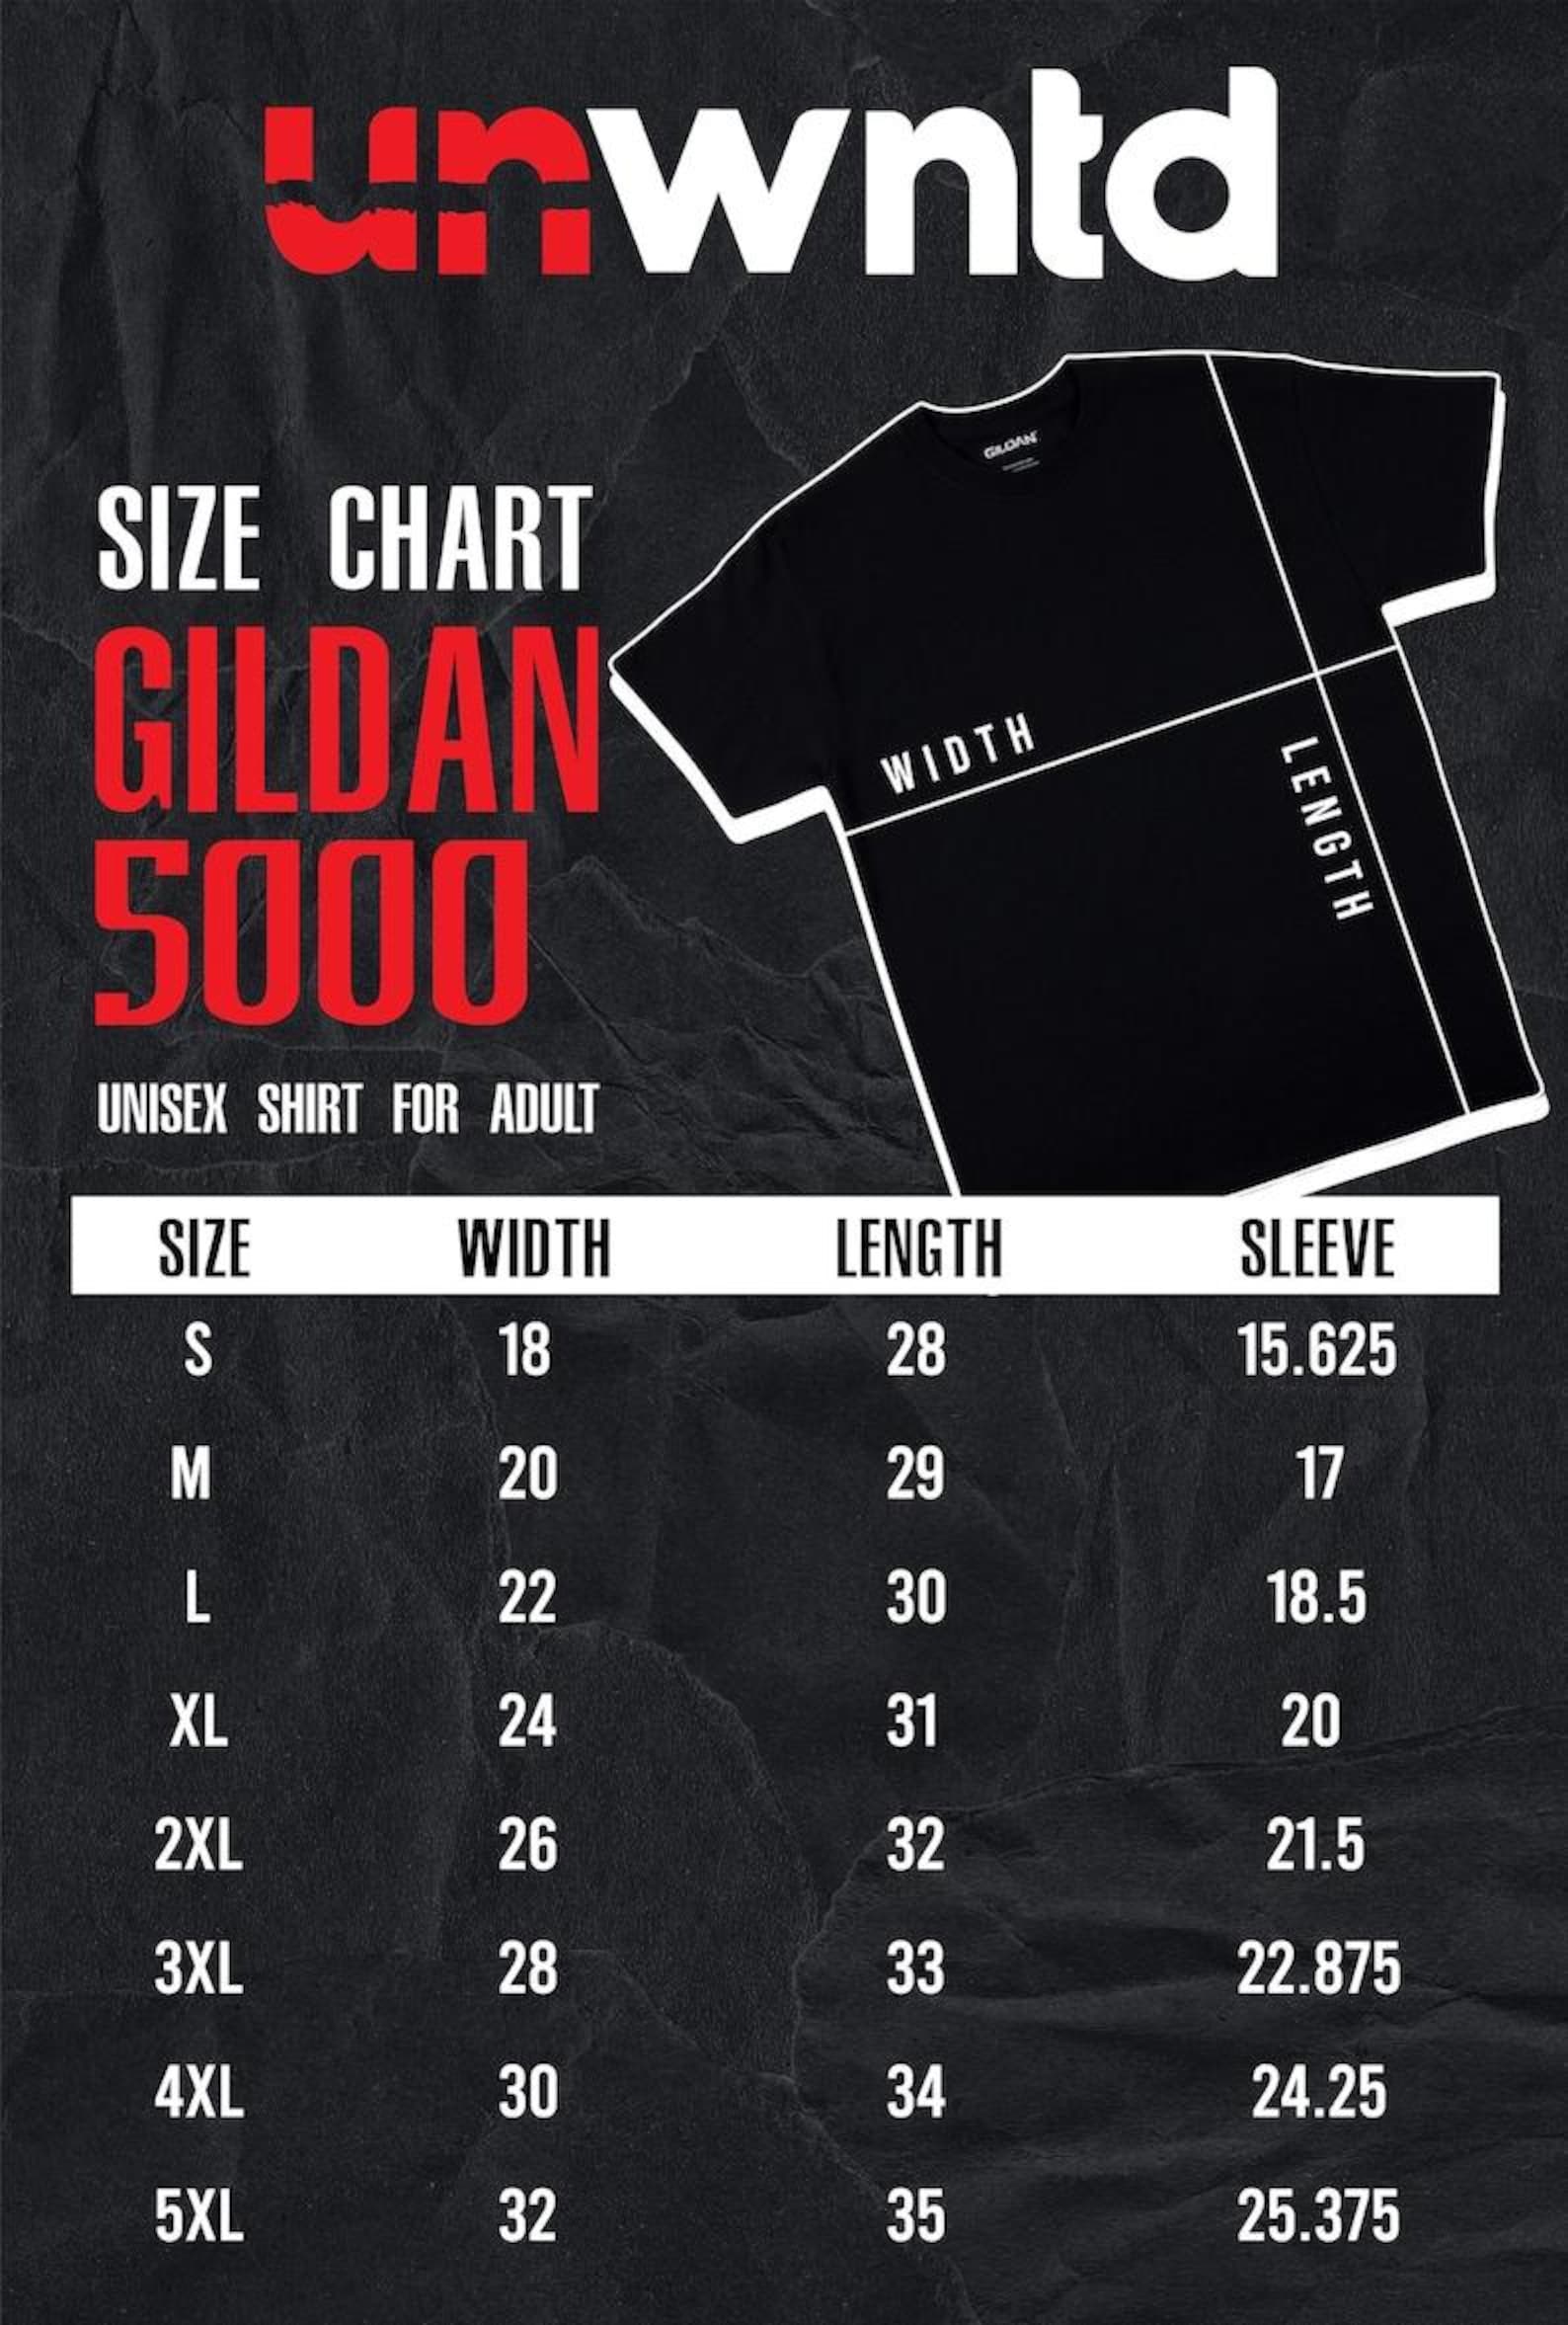 unwntd
GILDAN
SIZE CHART
GILDAN
5000
UNISEX SHIRT FOR ADULT
WIDTH
LENGTH
SIZE WIDTH LENGTH SLEEVE
S 18 28 15.625
M 20 29 17
L 22 30 18.5
XL 24 31 20
2XL 26 32 21.5
3XL 28 33 22.875
4XL 30 34 24.25
5XL 32 35 25.375